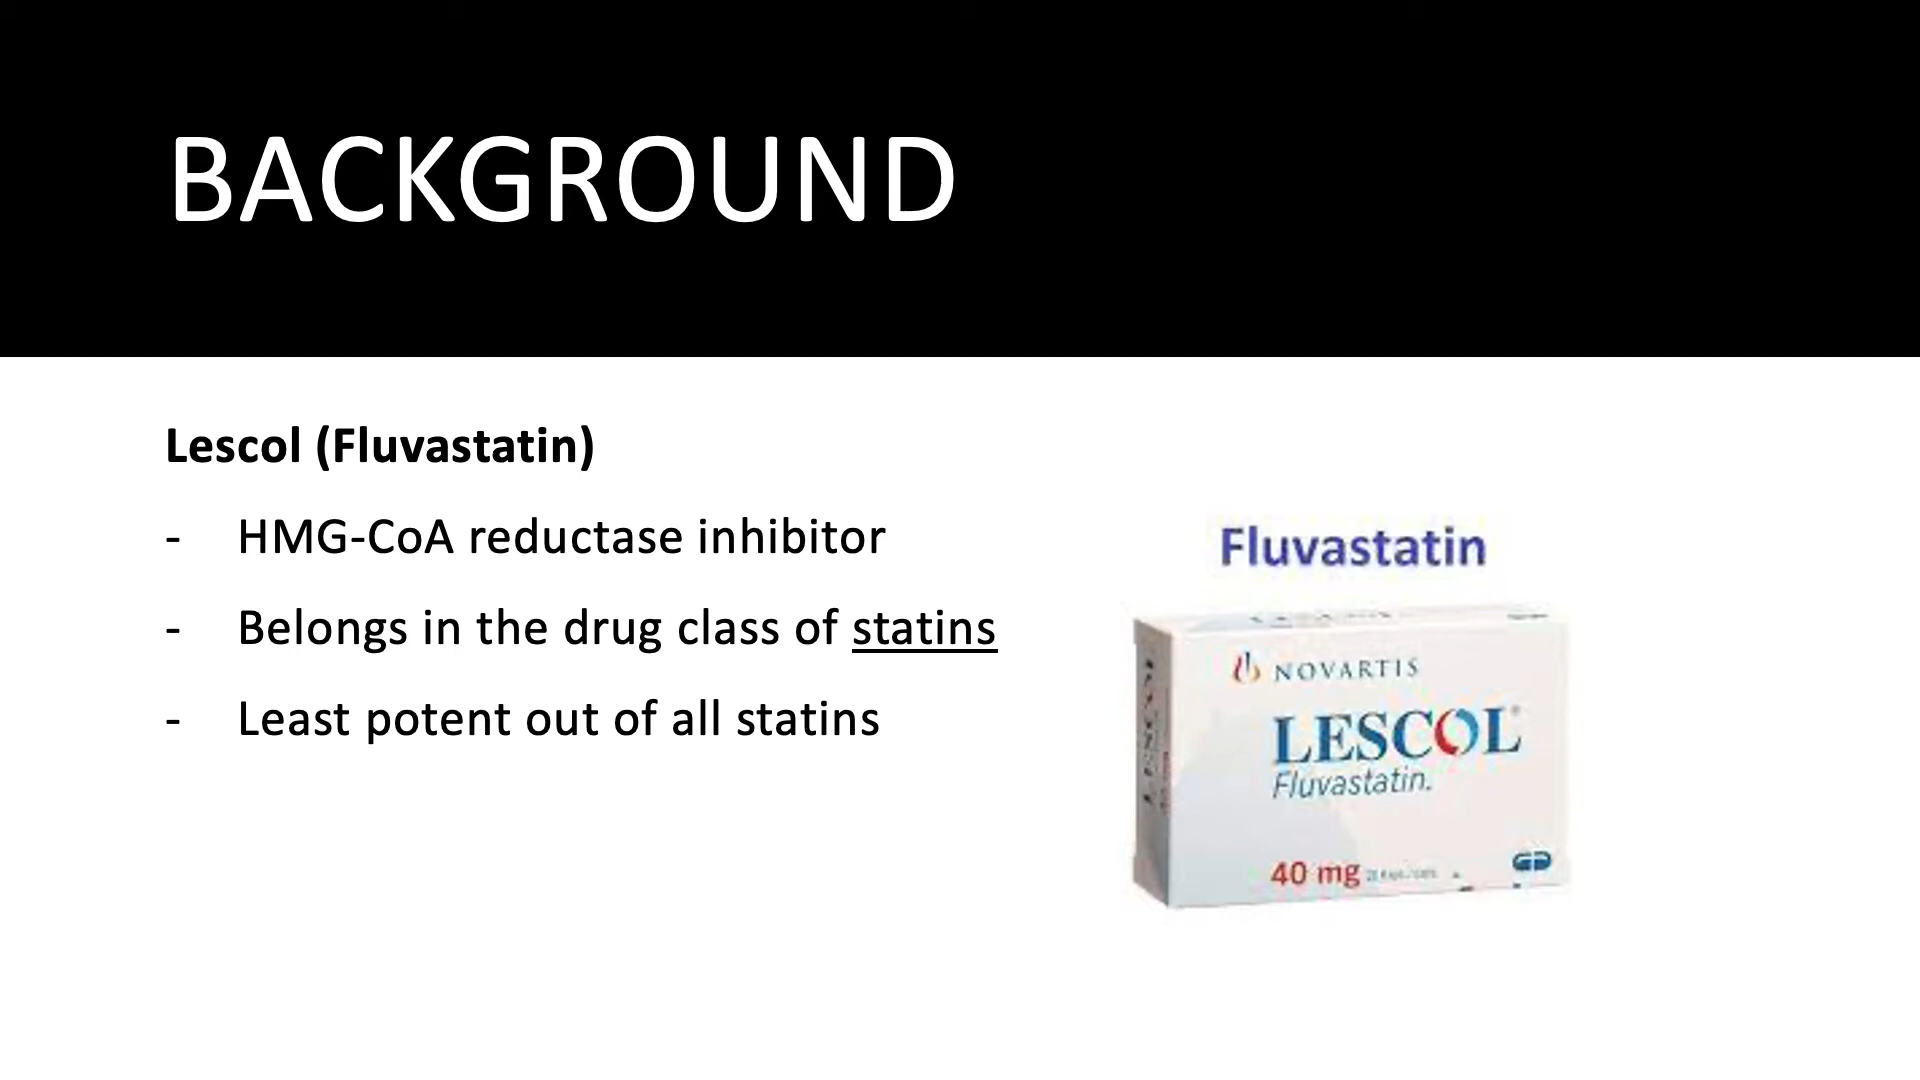 BACKGROUND
Lescol (Fluvastatin)
- HMG-CoA reductase inhibitor
- Belongs in the drug class of statins
- Least potent out of all statins
Fluvastatin
NOVARTIS
LESCOL®
Fluvastatin.
40 mg